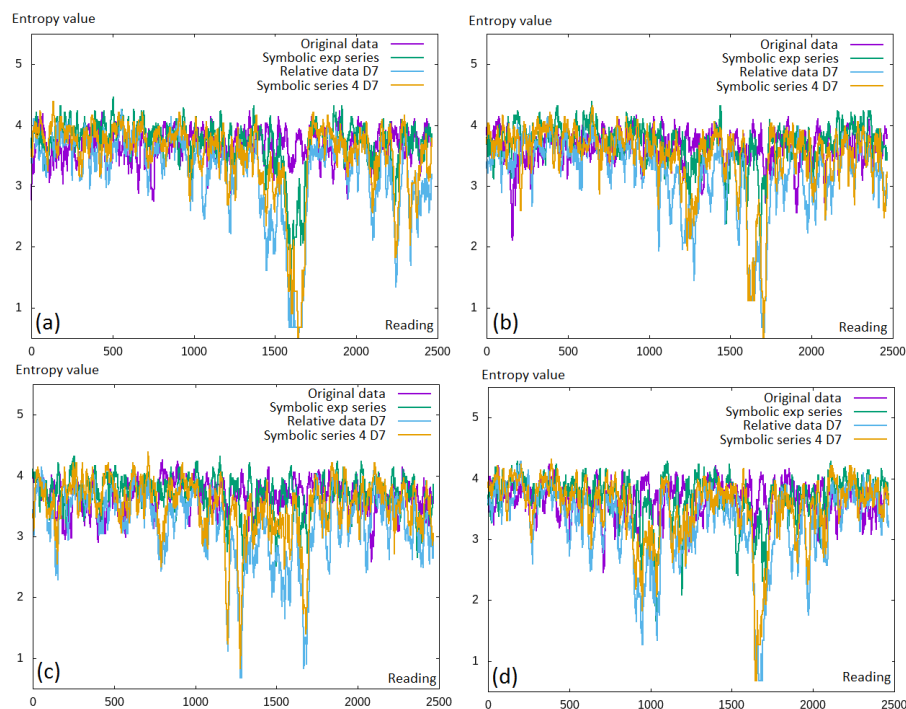 Entropy value
5
4
3
2
1
Original data
Symbolic exp series
Relative data D7
Symbolic series 4 D7
(a)
Reading
0 500 1000 1500 2000 2500
Entropy value
5
4
3
2
1
Original data
Symbolic exp series
Relative data D7
Symbolic series 4 D7
(b)
Reading
0 500 1000 1500 2000 2500
Entropy value
5
4
3
2
1
Original data
Symbolic exp series
Relative data D7
Symbolic series 4 D7
(c)
Reading
0 500 1000 1500 2000 2500
Entropy value
5
4
3
2
1
Original data
Symbolic exp series
Relative data D7
Symbolic series 4 D7
(d)
Reading
0 500 1000 1500 2000 2500